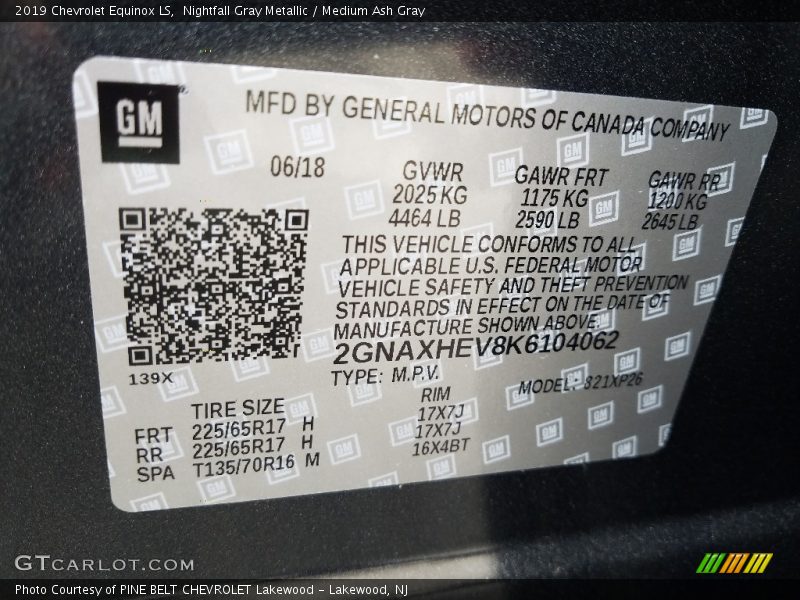 2019 Chevrolet Equinox LS, Nightfall Gray Metallic / Medium Ash Gray
GM
MFD BY GENERAL MOTORS OF CANADA COMPANY
06/18 GVWR GAWR FRT GAWR RR
2025 KG 1175 KG 1200 KG
4464 LB 2590 LB 2645 LB
THIS VEHICLE CONFORMS TO ALL
APPLICABLE U.S. FEDERAL MOTOR
VEHICLE SAFETY AND THEFT PREVENTION
STANDARDS IN EFFECT ON THE DATE OF
MANUFACTURE SHOWN ABOVE.
2GNAXHEV8K6104062
139X TYPE: M.P.V. MODEL: 821XP26
TIRE SIZE RIM
FRT 225/65R17 H 17X7J
RR 225/65R17 H 17X7J
SPA T135/70R16 M 16X4BT
GTCARLOT.COM
Photo Courtesy of PINE BELT CHEVROLET Lakewood - Lakewood, NJ